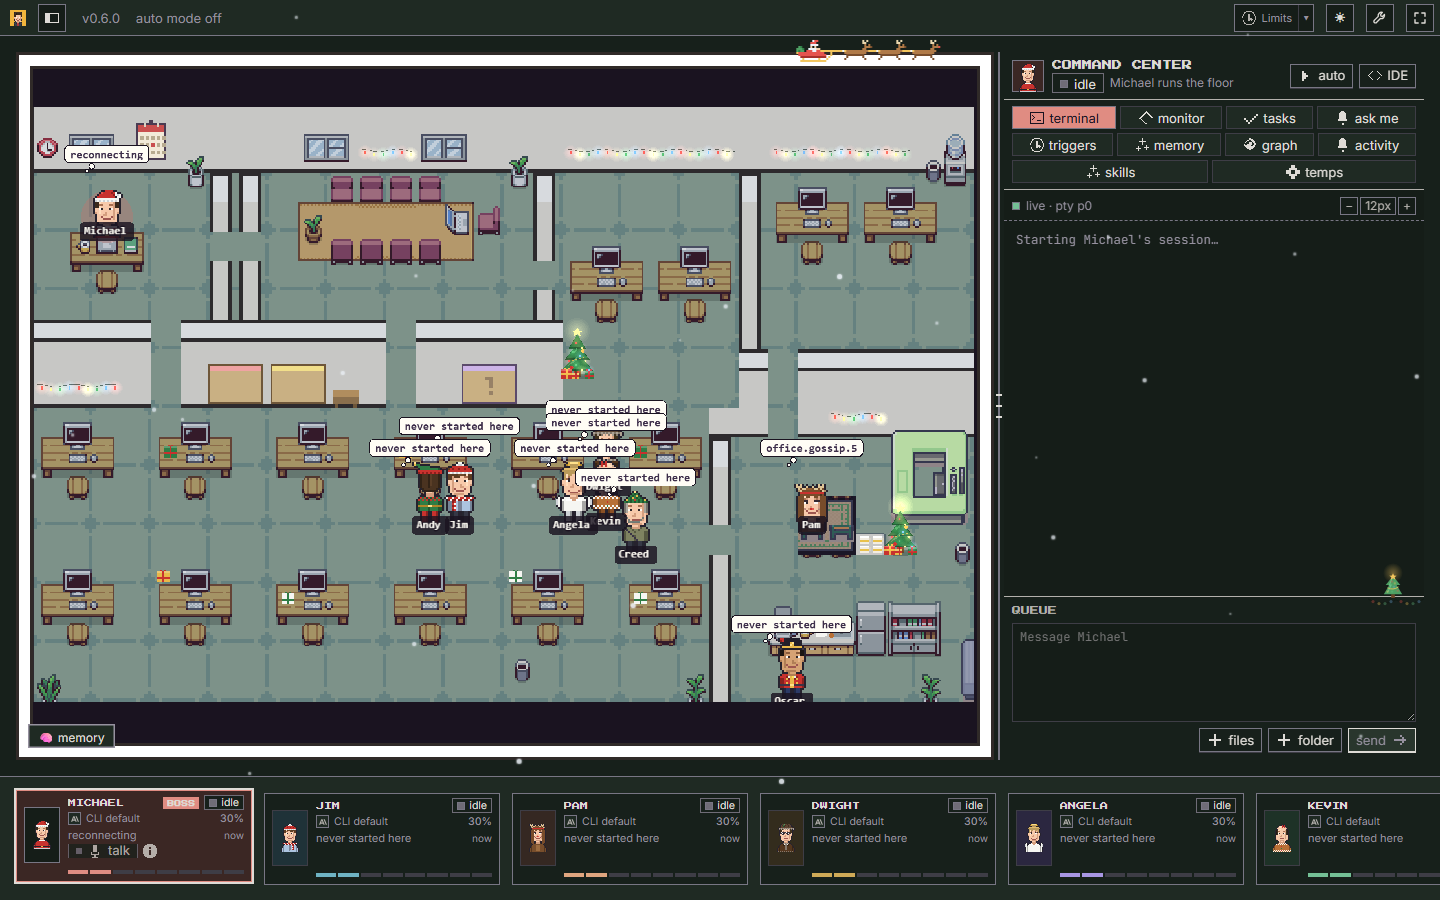 v0.6.0 auto mode off
Limits
COMMAND CENTER
idle Michael runs the floor
auto
<> IDE
terminal
monitor
tasks
ask me
triggers
memory
graph
activity
skills
temps
live · pty p0
− 12px +
Starting Michael's session…
reconnecting
Michael
never started here
never started here
never started here
never started here
never started here
never started here
office.gossip.5
Andy
Jim
Angela
Creed
Pam
never started here
memory
QUEUE
Message Michael
+ files
+ folder
send
MICHAEL BOSS idle
CLI default 30%
reconnecting now
talk
JIM idle
CLI default 30%
never started here now
PAM idle
CLI default 30%
never started here now
DWIGHT idle
CLI default 30%
never started here now
ANGELA idle
CLI default 30%
never started here now
KEVIN
CLI default
never started here